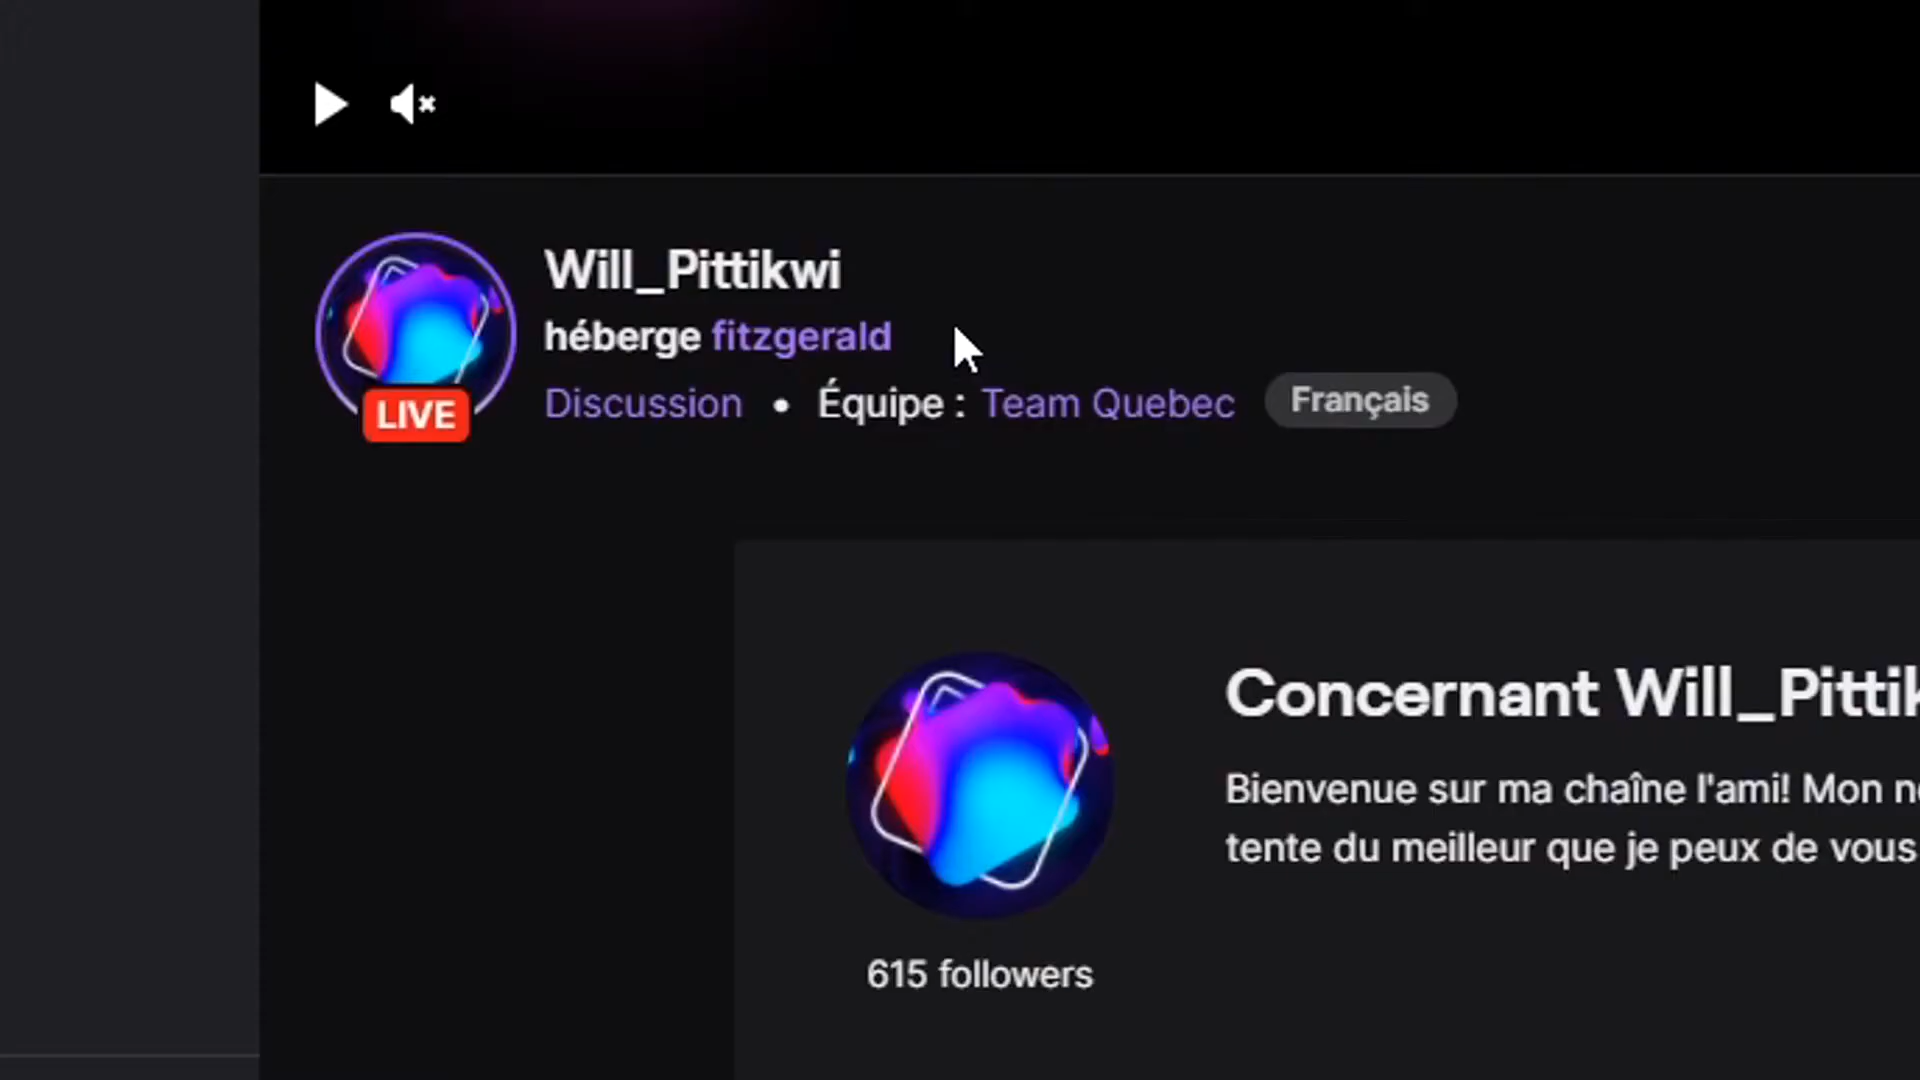 Will_Pittikwi
héberge fitzgerald
LIVE
Discussion • Équipe : Team Quebec Français
Concernant Will_Pittik
Bienvenue sur ma chaîne l'ami! Mon
tente du meilleur que je peux de vous
615 followers